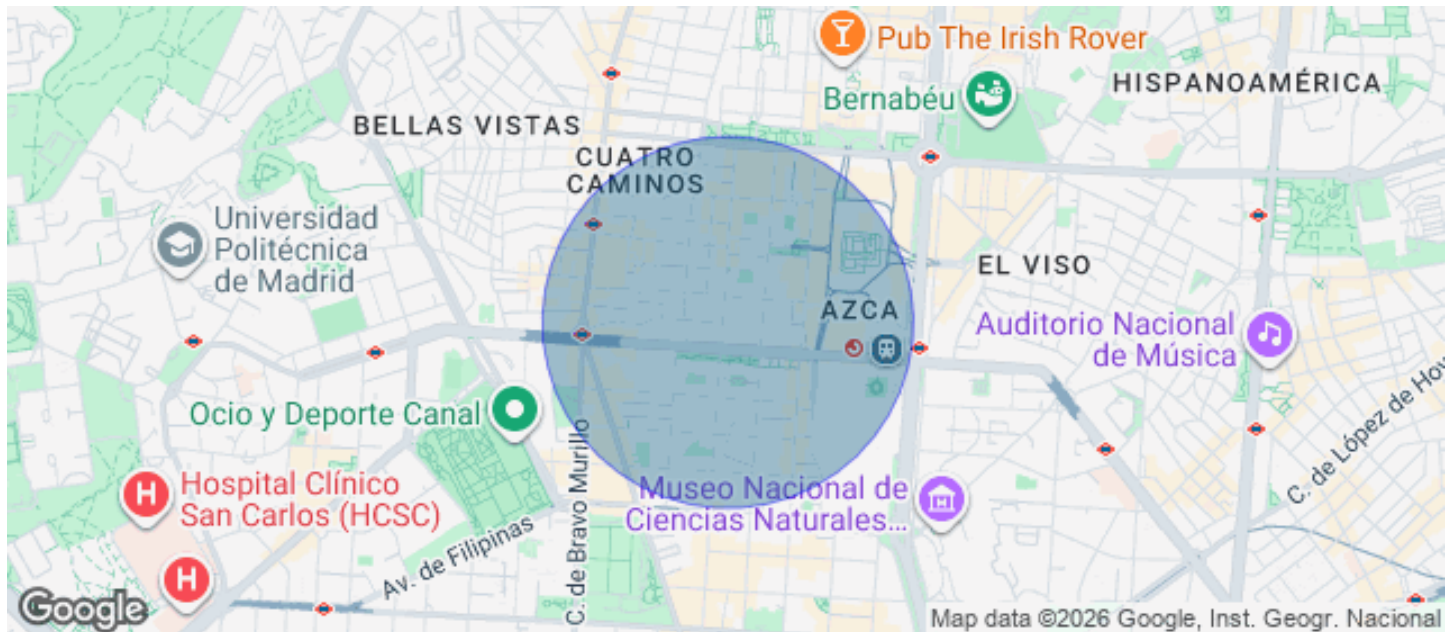 Pub The Irish Rover
HISPANOAMÉRICA
Bernabéu
BELLAS VISTAS
CUATRO
CAMINOS
Universidad
Politécnica
de Madrid
EL VISO
AZCA
Auditorio Nacional
de Música
Ocio y Deporte Canal
C. de Bravo Murillo
C. de López de Hoy
Hospital Clínico
San Carlos (HCSC)
Museo Nacional de
Ciencias Naturales...
Av. de Filipinas
H
H
Google
Map data ©2026 Google, Inst. Geogr. Nacional